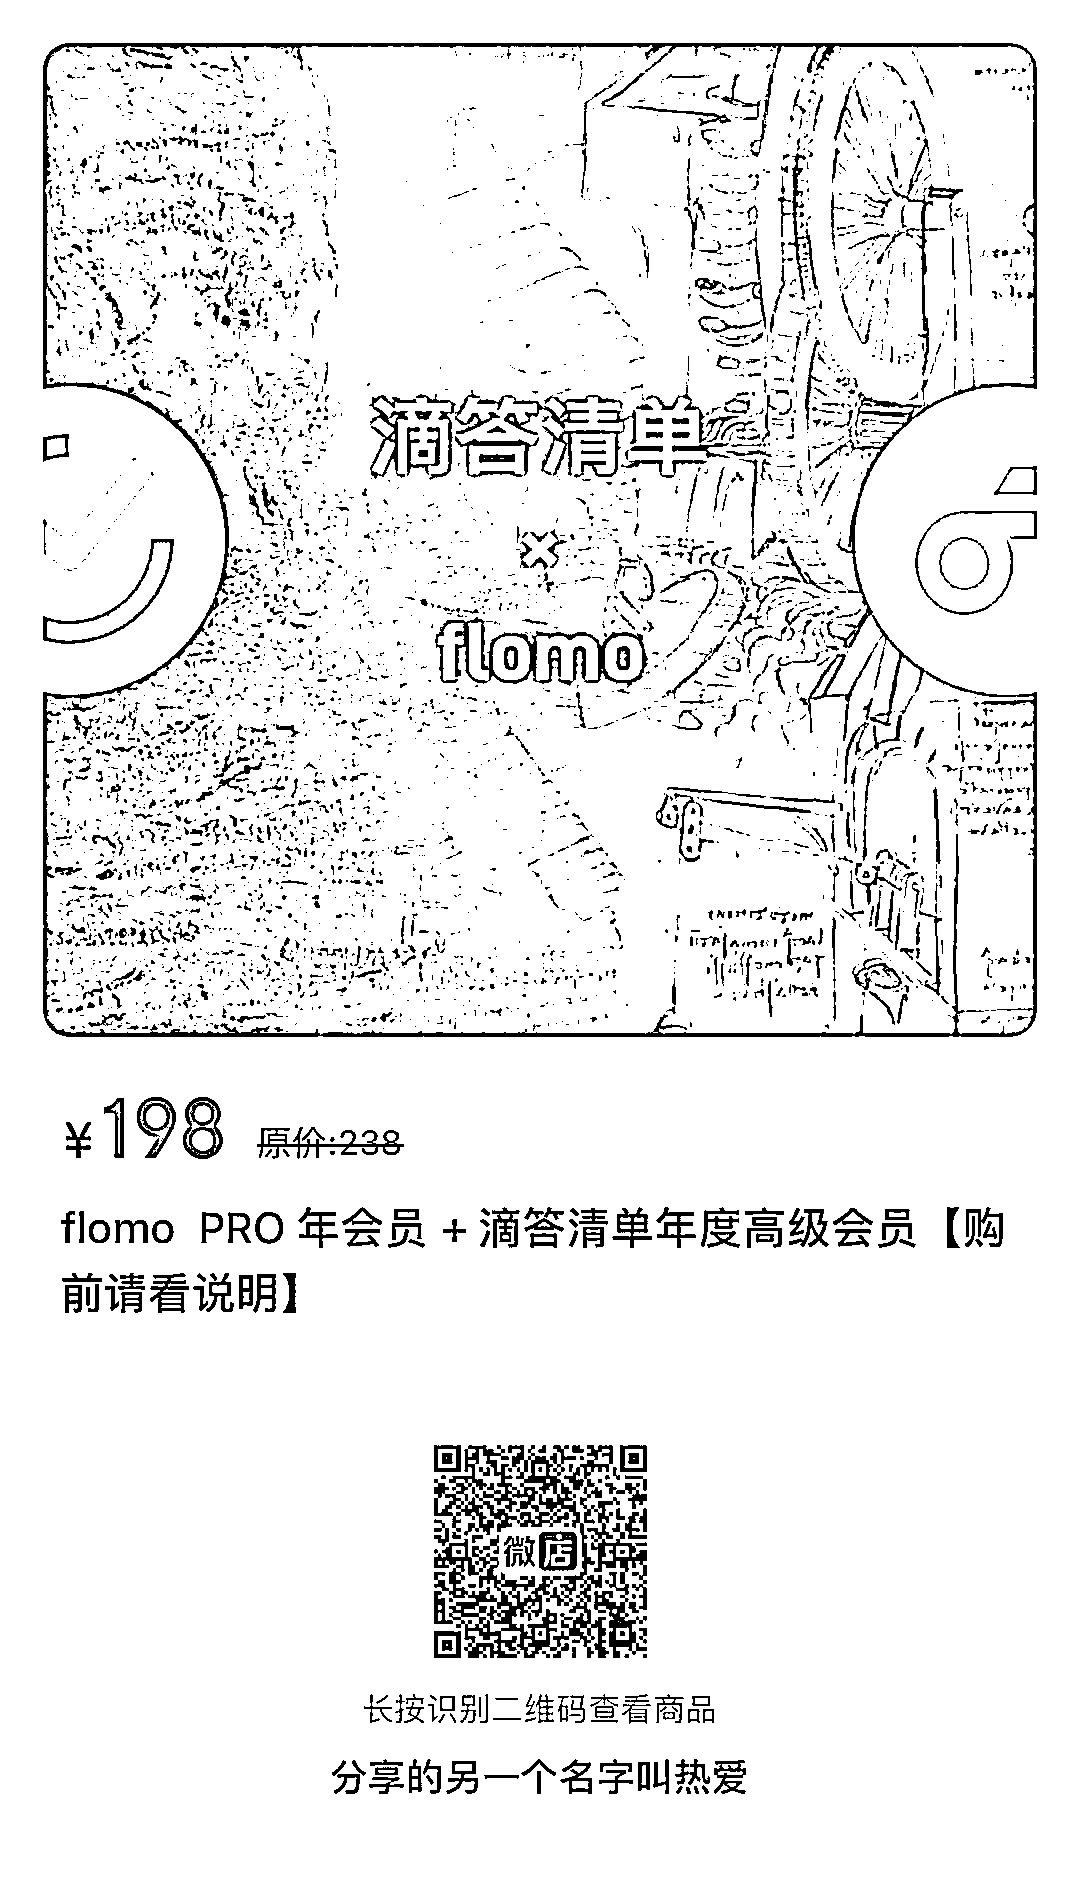 滴答清单
×
flomo
¥198 原价:238
flomo PRO 年会员 + 滴答清单年度高级会员【购
前请看说明】
微店
长按识别二维码查看商品
分享的另一个名字叫热爱